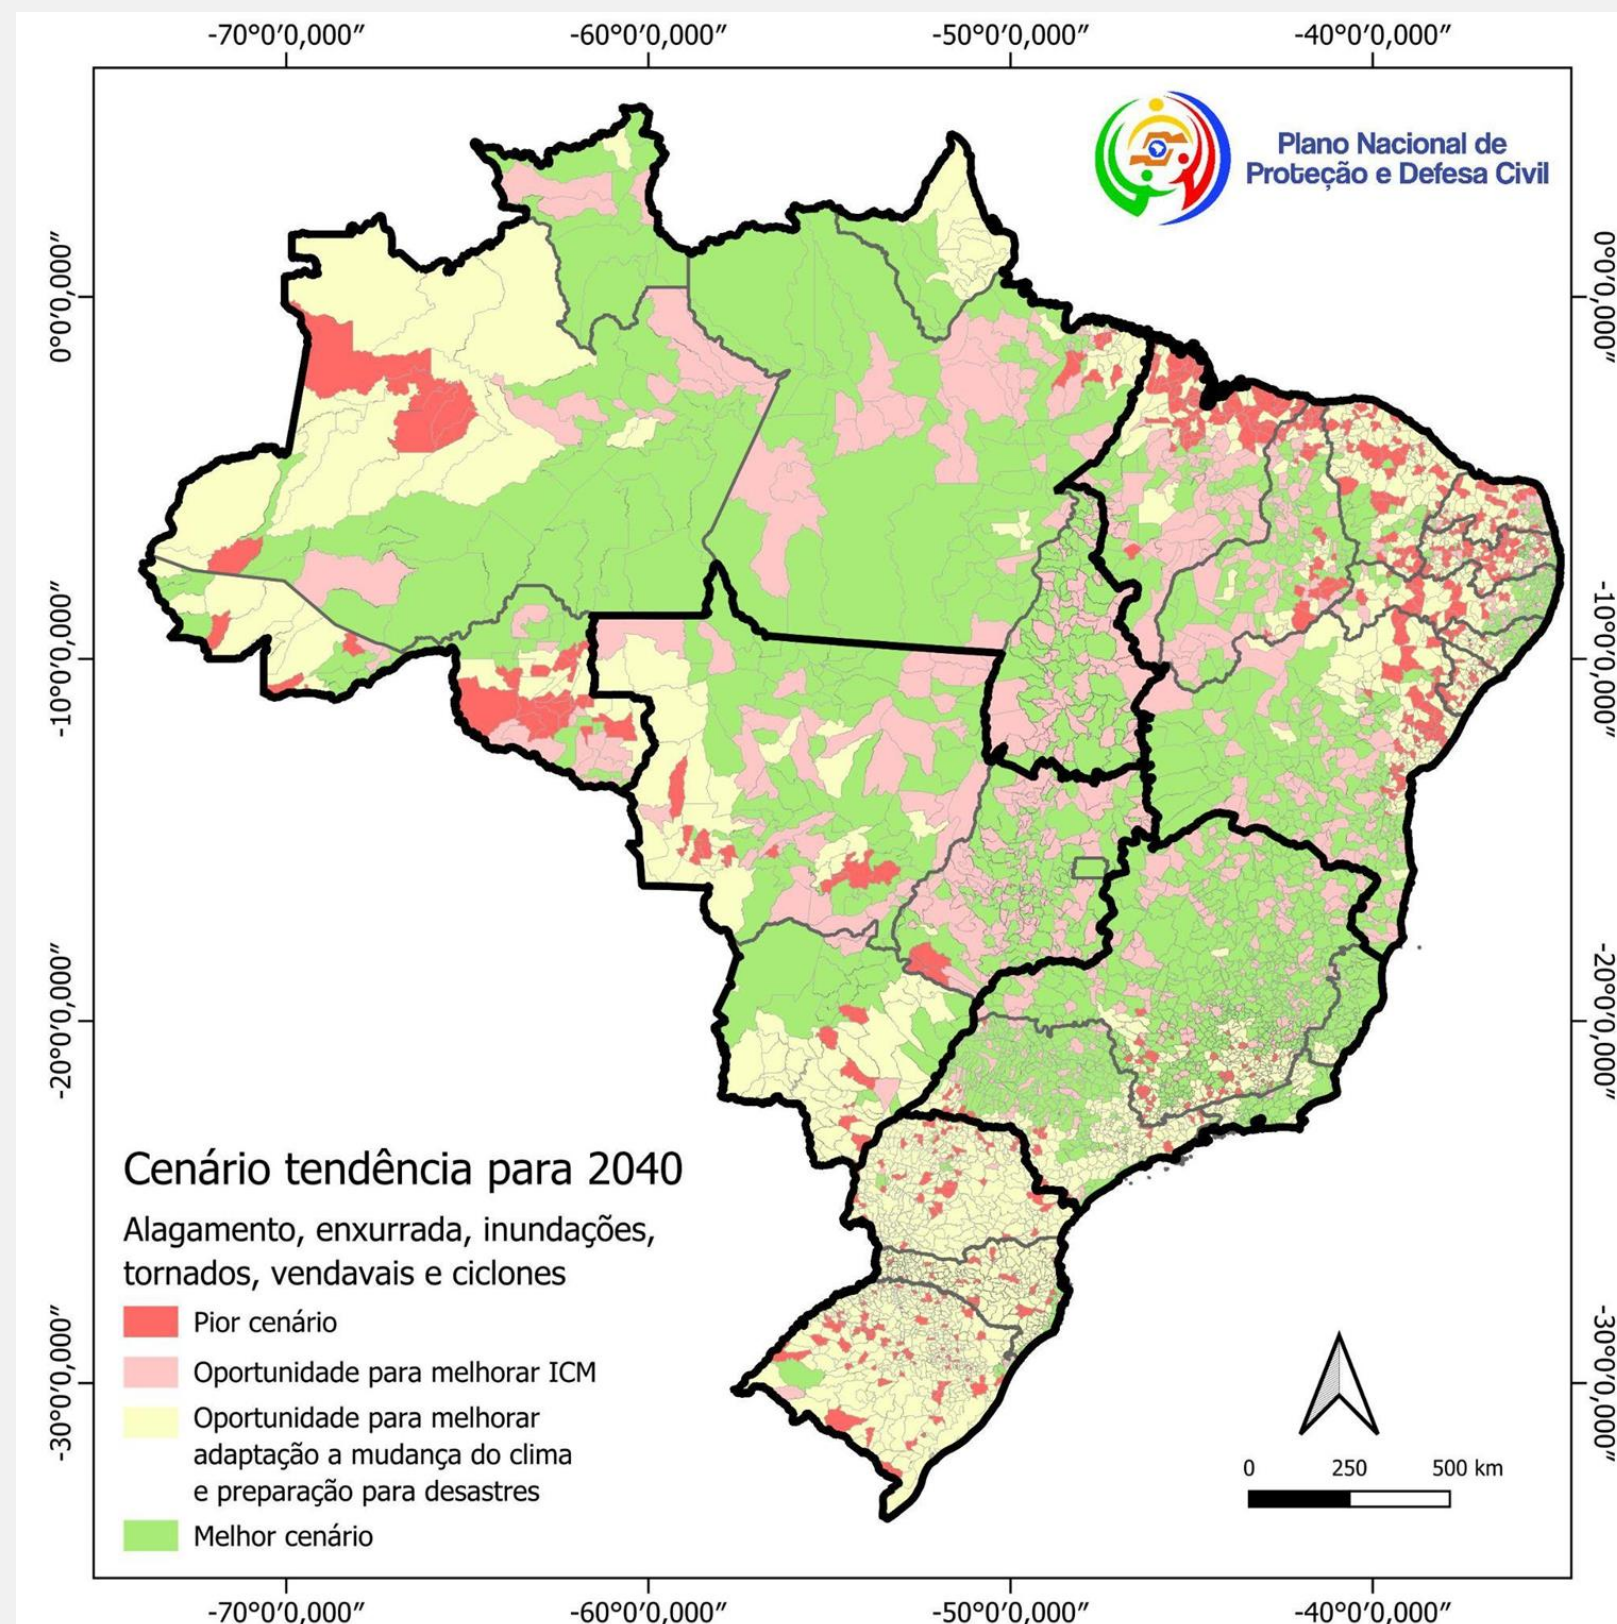 -70°0′0,000″ -60°0′0,000″ -50°0′0,000″ -40°0′0,000″
Plano Nacional de
Proteção e Defesa Civil
0°0′0,000″
-10°0′0,000″
-20°0′0,000″
-30°0′0,000″
0°0′0,000″
-10°0′0,000″
-20°0′0,000″
-30°0′0,000″
Cenário tendência para 2040
Alagamento, enxurrada, inundações,
tornados, vendavais e ciclones
Pior cenário
Oportunidade para melhorar ICM
Oportunidade para melhorar
adaptação a mudança do clima
e preparação para desastres
Melhor cenário
0 250 500 km
-70°0′0,000″ -60°0′0,000″ -50°0′0,000″ -40°0′0,000″